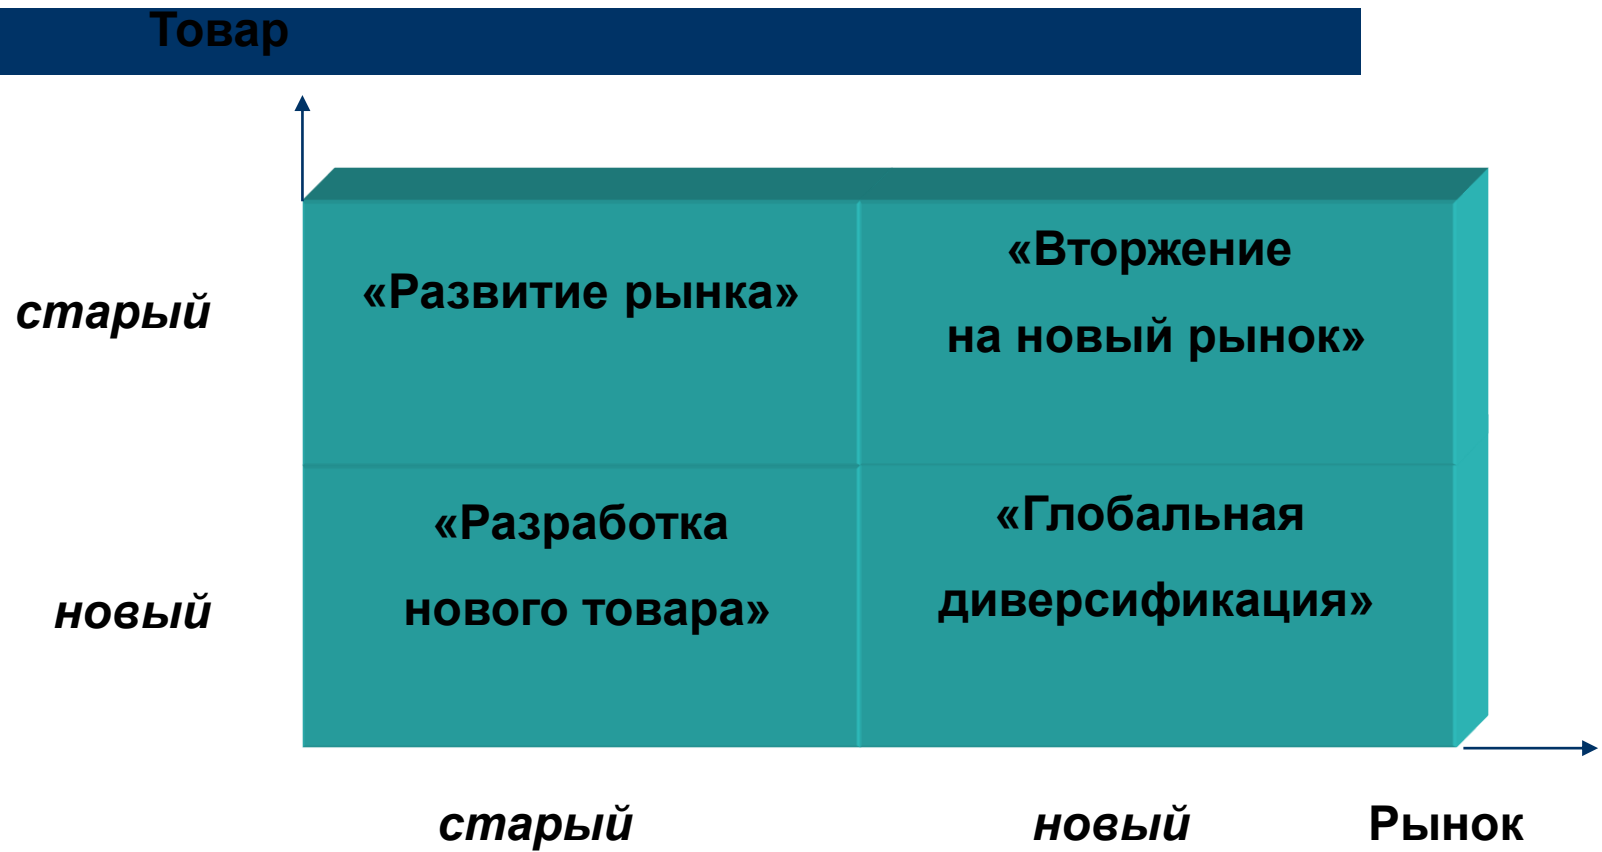 Товар
«Развитие рынка»
«Вторжение
на новый рынок»
старый
«Разработка
нового товара»
«Глобальная
диверсификация»
новый
старый
новый
Рынок